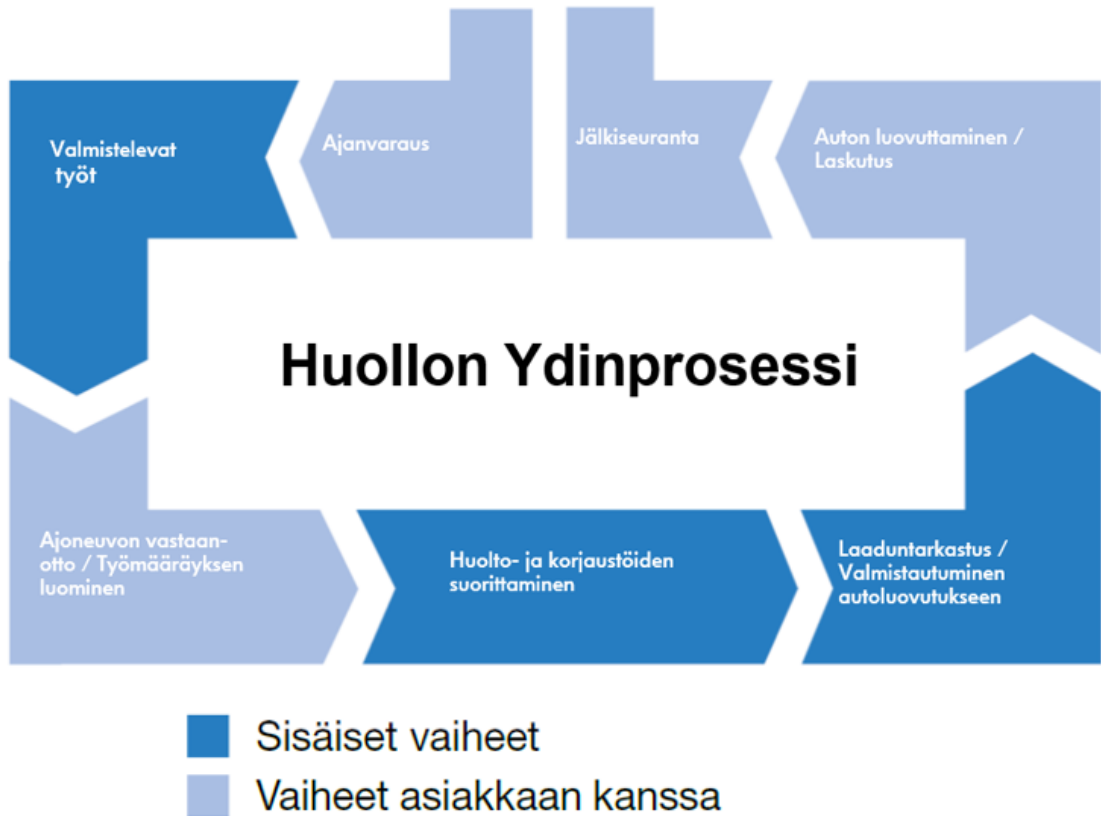 Valmistelevat
työt
Ajanvaraus
Jälkiseuranta
Auton luovuttaminen /
Laskutus
Huollon Ydinprosessi
Ajoneuvon vastaan-
otto / Työmääräyksen
luominen
Huolto- ja korjaustöiden
suorittaminen
Laaduntarkastus /
Valmistautuminen
autoluovutukseen
Sisäiset vaiheet
Vaiheet asiakkaan kanssa